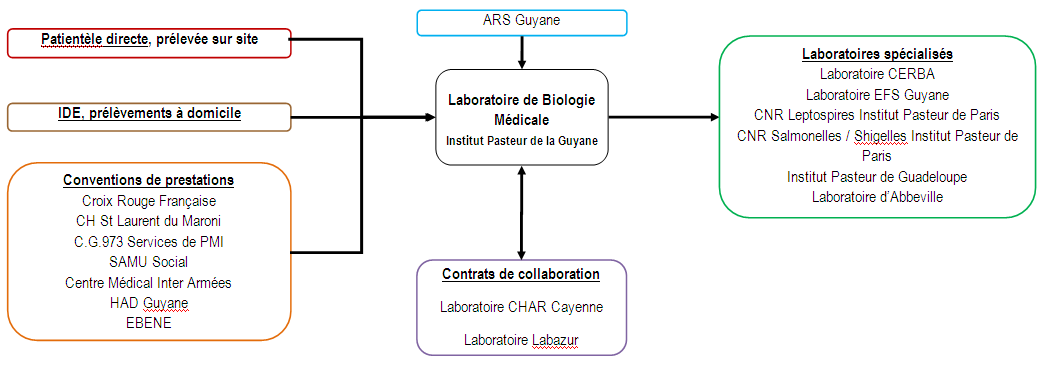 ARS Guyane
Patientèle directe, prélevée sur site
IDE, prélèvements à domicile
Conventions de prestations
Croix Rouge Française
CH St Laurent du Maroni
C.G.973 Services de PMI
SAMU Social
Centre Médical Inter Armées
HAD Guyane
EBENE
Laboratoire de Biologie
Médicale
Institut Pasteur de la Guyane
Contrats de collaboration
Laboratoire CHAR Cayenne
Laboratoire Labazur
Laboratoires spécialisés
Laboratoire CERBA
Laboratoire EFS Guyane
CNR Leptospires Institut Pasteur de Paris
CNR Salmonelles / Shigelles Institut Pasteur de
Paris
Institut Pasteur de Guadeloupe
Laboratoire d’Abbeville